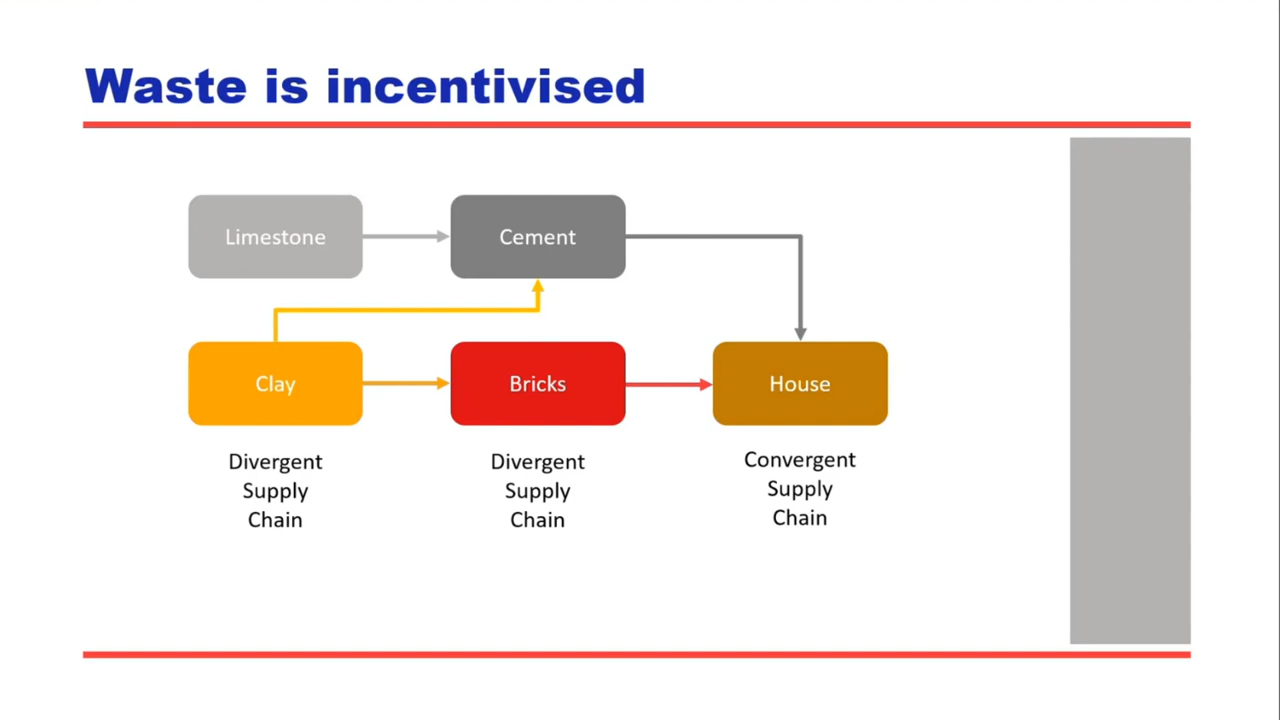 Waste is incentivised
Limestone
Cement
Clay
Bricks
House
Divergent
Supply
Chain
Divergent
Supply
Chain
Convergent
Supply
Chain